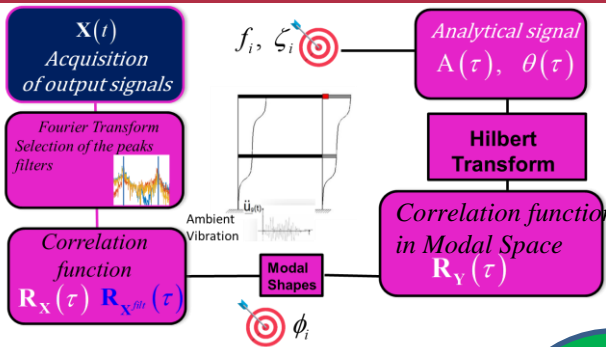 X(t)
Acquisition
of output signals
Fourier Transform
Selection of the peaks
filters
Correlation
function
R_X(τ) R_X^filt(τ)
f_i, ζ_i
ü_g(t)
Ambient
Vibration
Modal
Shapes
ϕ_i
Analytical signal
A(τ), θ(τ)
Hilbert
Transform
Correlation function
in Modal Space
R_Y(τ)